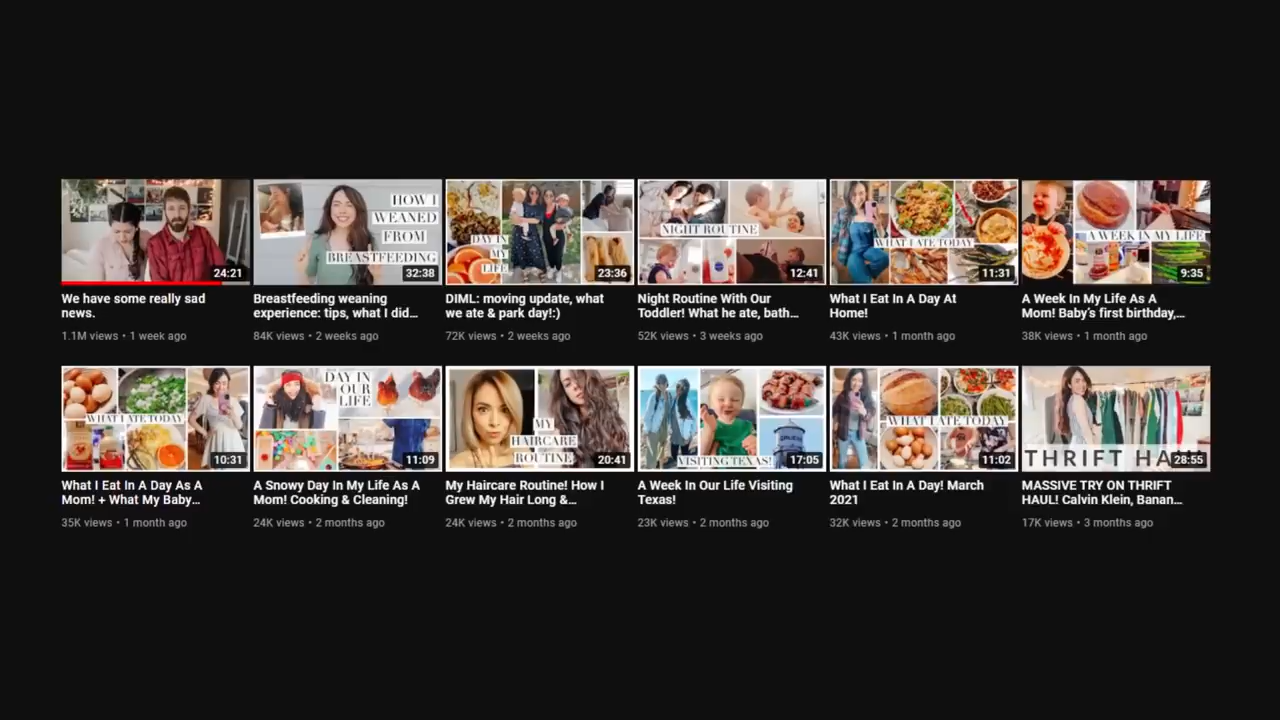 HOW I
WEANED
FROM
BREASTFEEDING
DAY IN
MY
LIFE
NIGHT ROUTINE
WHAT I ATE TODAY
A WEEK IN MY LIFE
24:21
32:38
23:36
12:41
11:31
9:35
We have some really sad
news.
1.1M views • 1 week ago
Breastfeeding weaning
experience: tips, what I did...
84K views • 2 weeks ago
DIML: moving update, what
we ate & park day!:)
72K views • 2 weeks ago
Night Routine With Our
Toddler! What he ate, bath...
52K views • 3 weeks ago
What I Eat In A Day At
Home!
43K views • 1 month ago
A Week In My Life As A
Mom! Baby's first birthday,...
38K views • 1 month ago
WHAT I ATE TODAY
DAY IN
OUR
LIFE
MY
HAIRCARE
ROUTINE
VISITING TEXAS!
WHAT I ATE TODAY
THRIFT
10:31
11:09
20:41
17:05
11:02
28:55
What I Eat In A Day As A
Mom! + What My Baby...
35K views • 1 month ago
A Snowy Day In My Life As A
Mom! Cooking & Cleaning!
24K views • 2 months ago
My Haircare Routine! How I
Grew My Hair Long &...
24K views • 2 months ago
A Week In Our Life Visiting
Texas!
23K views • 2 months ago
What I Eat In A Day! March
2021
32K views • 2 months ago
MASSIVE TRY ON THRIFT
HAUL! Calvin Klein, Banan...
17K views • 3 months ago